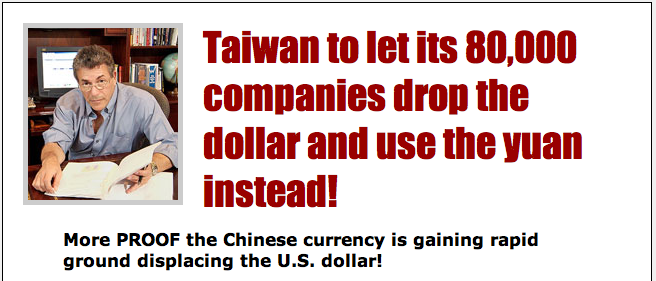 Taiwan to let its 80,000
companies drop the
dollar and use the yuan
instead!
More PROOF the Chinese currency is gaining rapid
ground displacing the U.S. dollar!